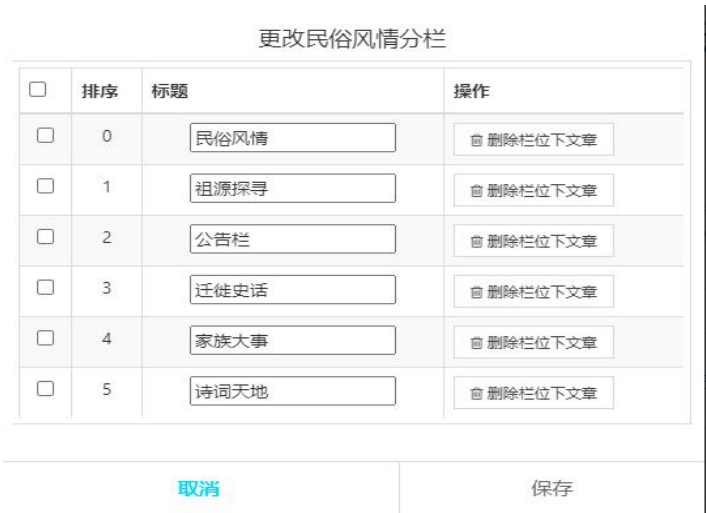 更改民俗风情分栏
排序 标题 操作
0 民俗风情 删除栏位下文章
1 祖源探寻 删除栏位下文章
2 公告栏 删除栏位下文章
3 迁徙史话 删除栏位下文章
4 家族大事 删除栏位下文章
5 诗词天地 删除栏位下文章
取消 保存